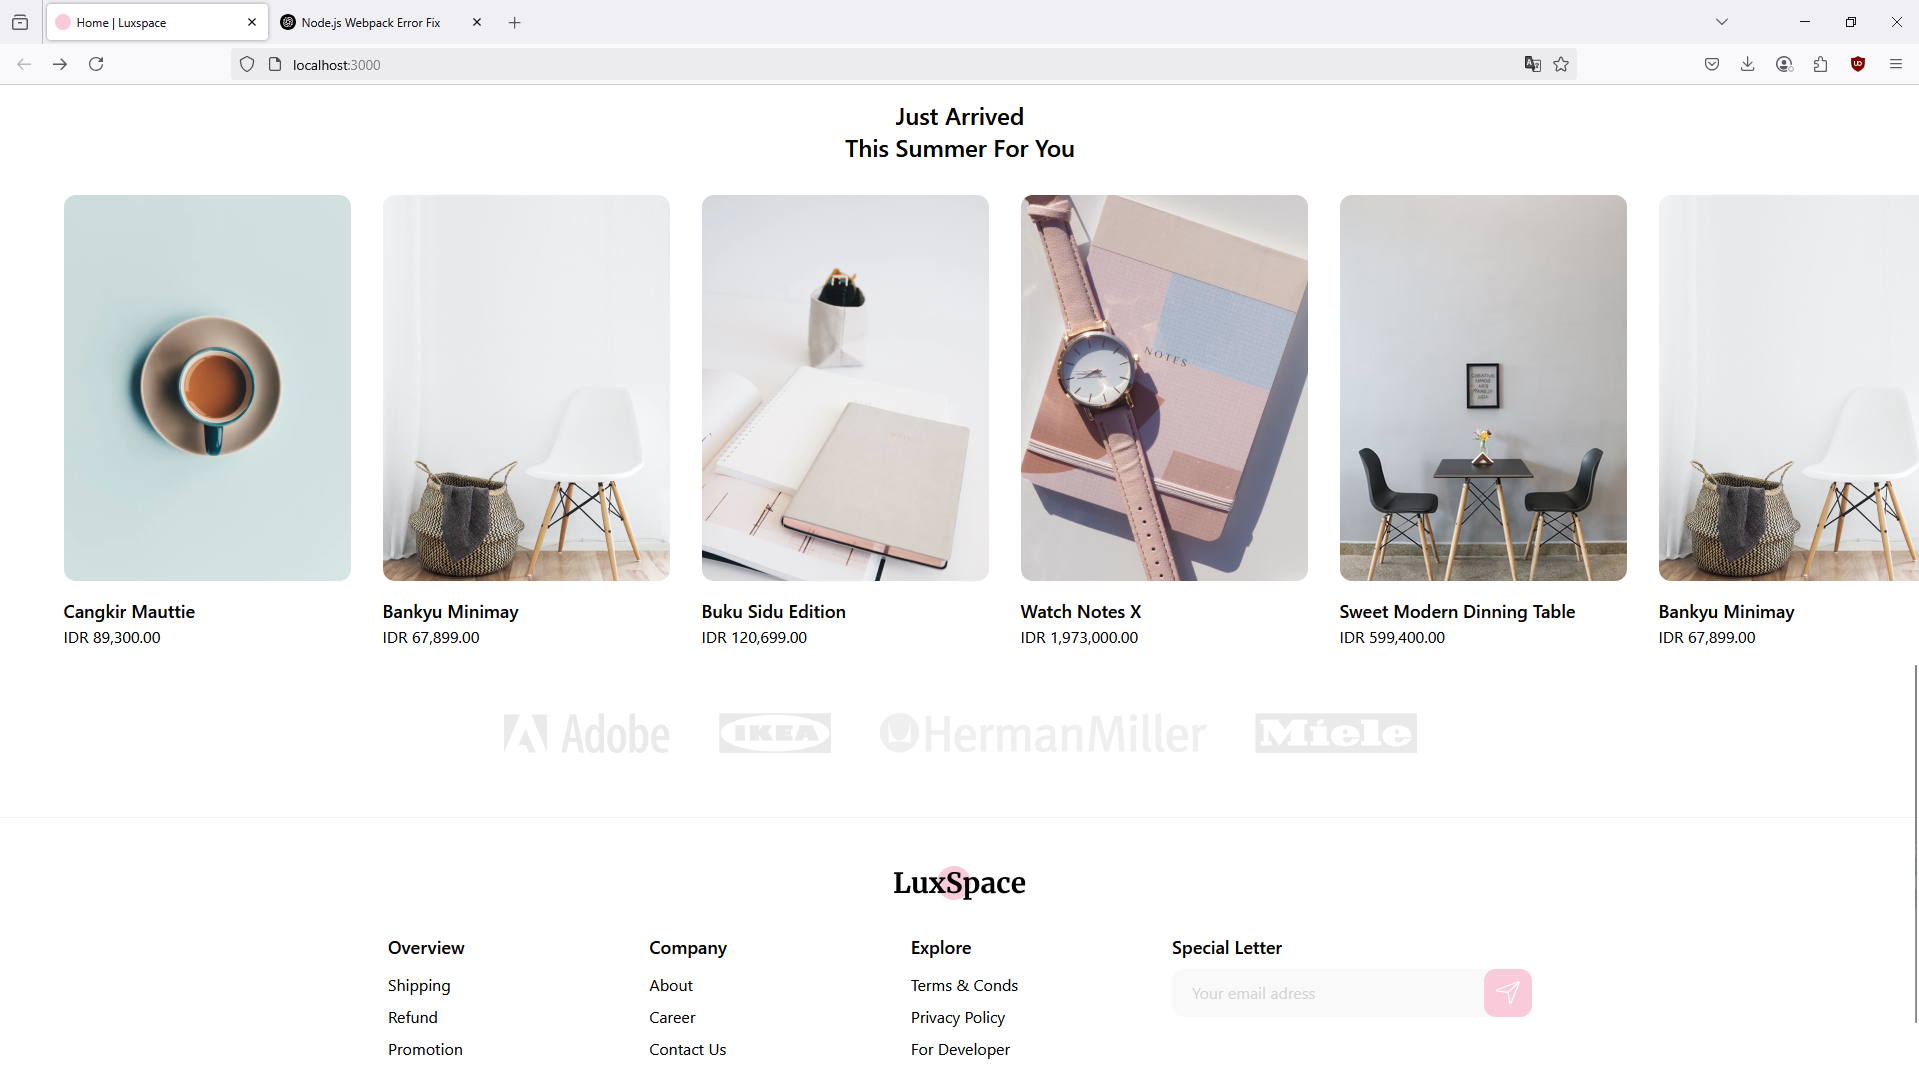 Home | Luxspace
Node.js Webpack Error Fix
localhost:3000
Just Arrived
This Summer For You
NOTES
Cangkir Mauttie
IDR 89,300.00
Bankyu Minimay
IDR 67,899.00
Buku Sidu Edition
IDR 120,699.00
Watch Notes X
IDR 1,973,000.00
Sweet Modern Dinning Table
IDR 599,400.00
Bankyu Minimay
IDR 67,899.00
Adobe
IKEA
HermanMiller
Miele
LuxSpace
Overview
Shipping
Refund
Promotion
Company
About
Career
Contact Us
Explore
Terms & Conds
Privacy Policy
For Developer
Special Letter
Your email adress